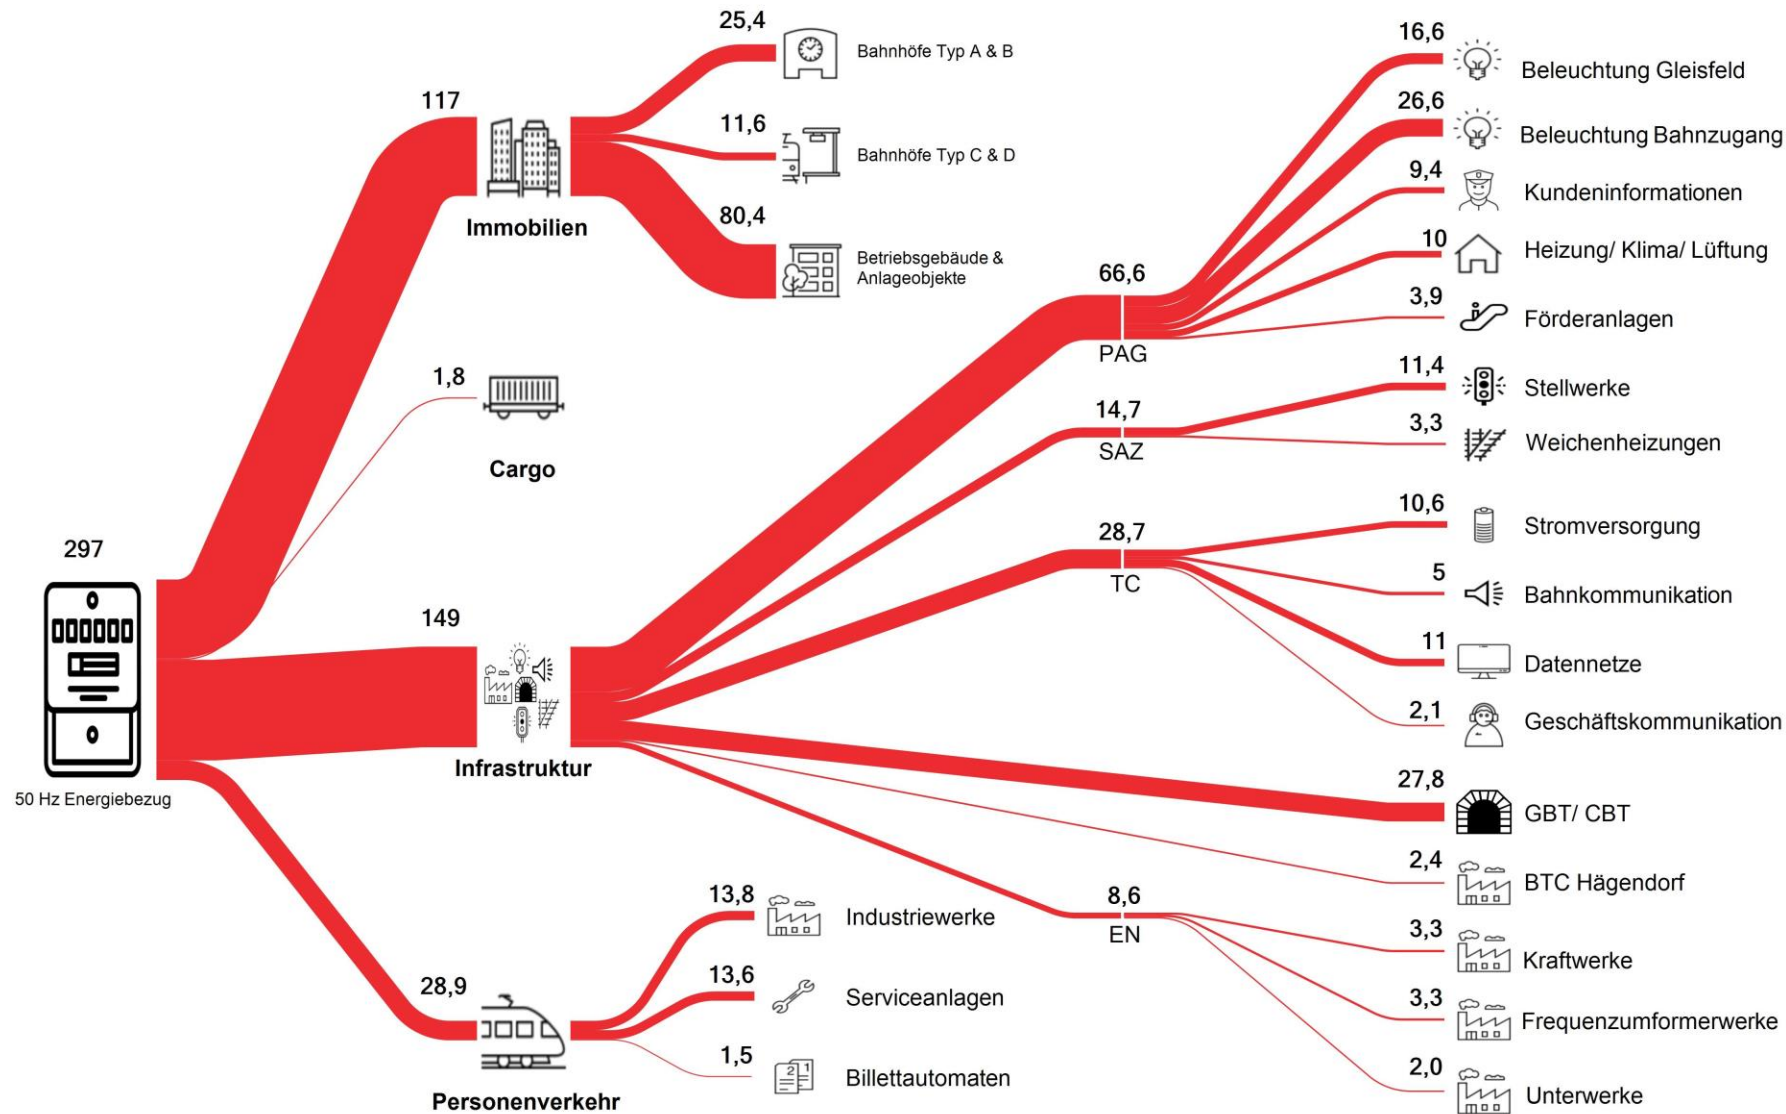 297
50 Hz Energiebezug
117
Immobilien
25,4
Bahnhöfe Typ A & B
11,6
Bahnhöfe Typ C & D
80,4
Betriebsgebäude &
Anlageobjekte
1,8
Cargo
149
Infrastruktur
66,6
PAG
16,6
Beleuchtung Gleisfeld
26,6
Beleuchtung Bahnzugang
9,4
Kundeninformationen
10
Heizung/ Klima/ Lüftung
3,9
Förderanlagen
14,7
SAZ
11,4
Stellwerke
3,3
Weichenheizungen
28,7
TC
10,6
Stromversorgung
5
Bahnkommunikation
11
Datennetze
2,1
Geschäftskommunikation
27,8
GBT/ CBT
2,4
BTC Hägendorf
8,6
EN
3,3
Kraftwerke
3,3
Frequenzumformerwerke
2,0
Unterwerke
28,9
Personenverkehr
13,8
Industriewerke
13,6
Serviceanlagen
1,5
2 1
Billettautomaten